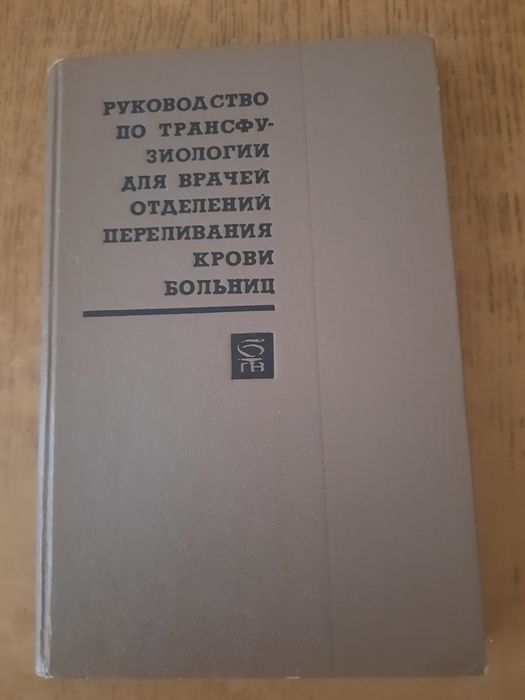 РУКОВОДСТВО
ПО ТРАНСФУ-
ЗИОЛОГИИ
ДЛЯ ВРАЧЕЙ
ОТДЕЛЕНИЙ
ПЕРЕЛИВАНИЯ
КРОВИ
БОЛЬНИЦ